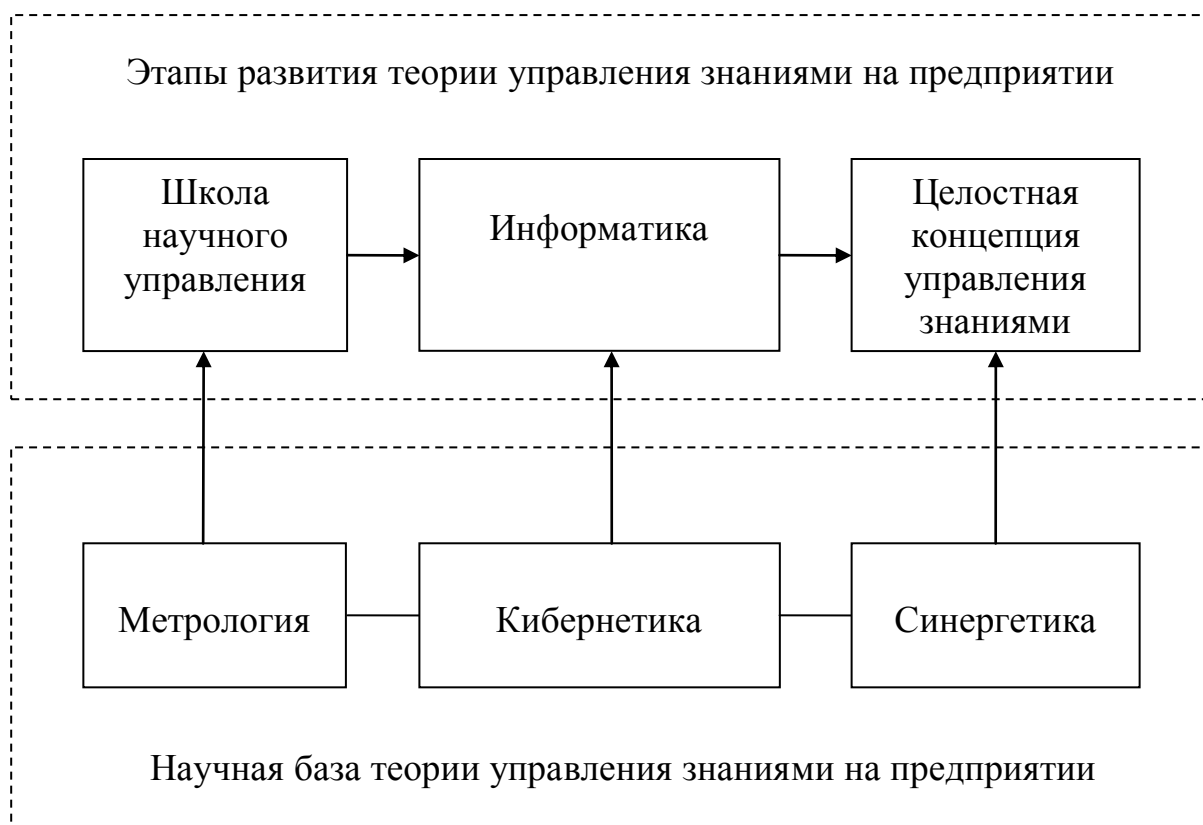 Этапы развития теории управления знаниями на предприятии
Школа
научного
управления
Информатика
Целостная
концепция
управления
знаниями
Метрология
Кибернетика
Синергетика
Научная база теории управления знаниями на предприятии